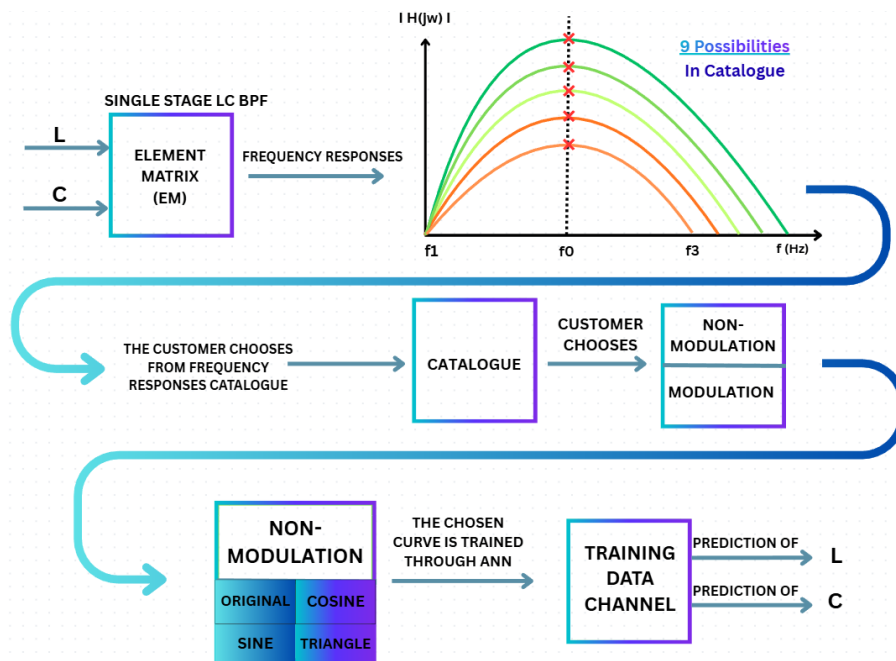 I H(jw) I
9 Possibilities
In Catalogue
SINGLE STAGE LC BPF
L
C
ELEMENT
MATRIX
(EM)
FREQUENCY RESPONSES
f1
f0
f3
f (Hz)
THE CUSTOMER CHOOSES
FROM FREQUENCY
RESPONSES CATALOGUE
CATALOGUE
CUSTOMER
CHOOSES
NON-
MODULATION
MODULATION
NON-
MODULATION
ORIGINAL
COSINE
SINE
TRIANGLE
THE CHOSEN
CURVE IS TRAINED
THROUGH ANN
TRAINING
DATA
CHANNEL
PREDICTION OF
L
PREDICTION OF
C